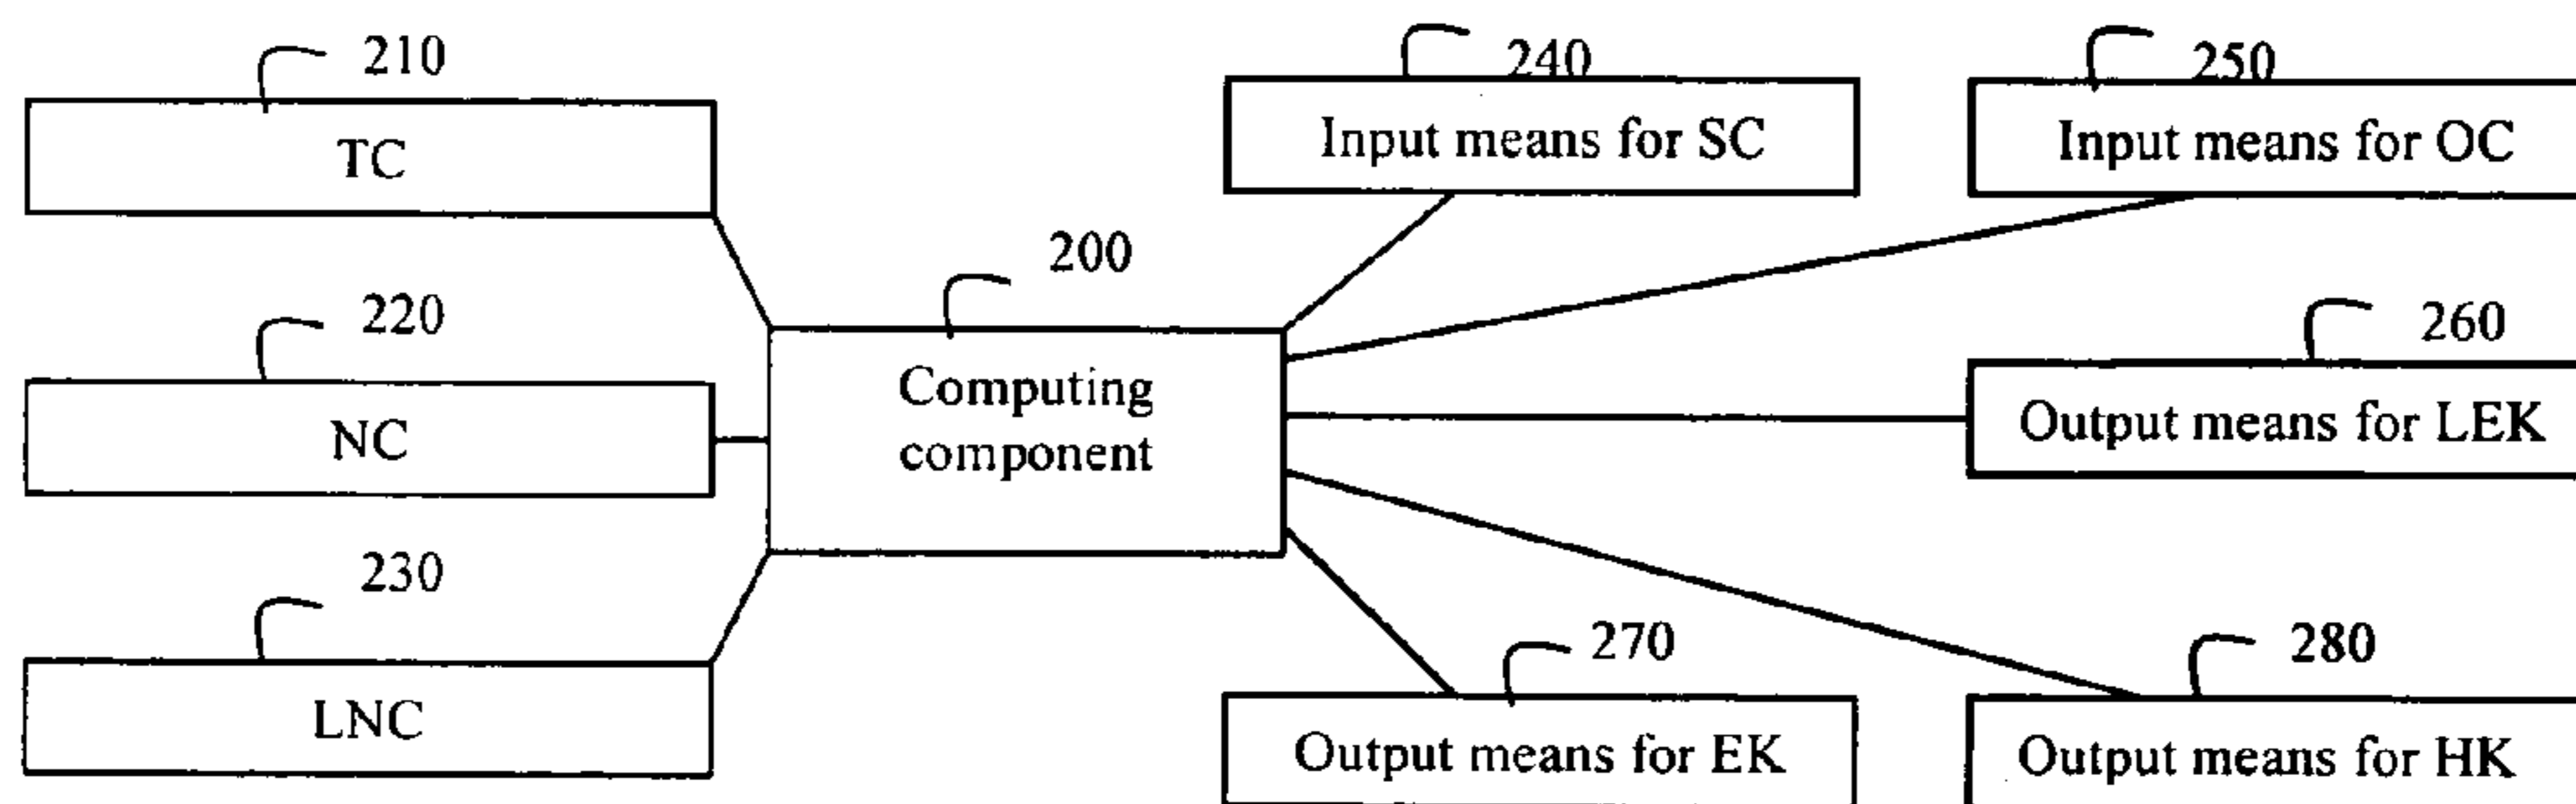 210
TC
220
NC
230
LNC
200
Computing
component
240
Input means for SC
250
Input means for OC
260
Output means for LEK
270
Output means for EK
280
Output means for HK